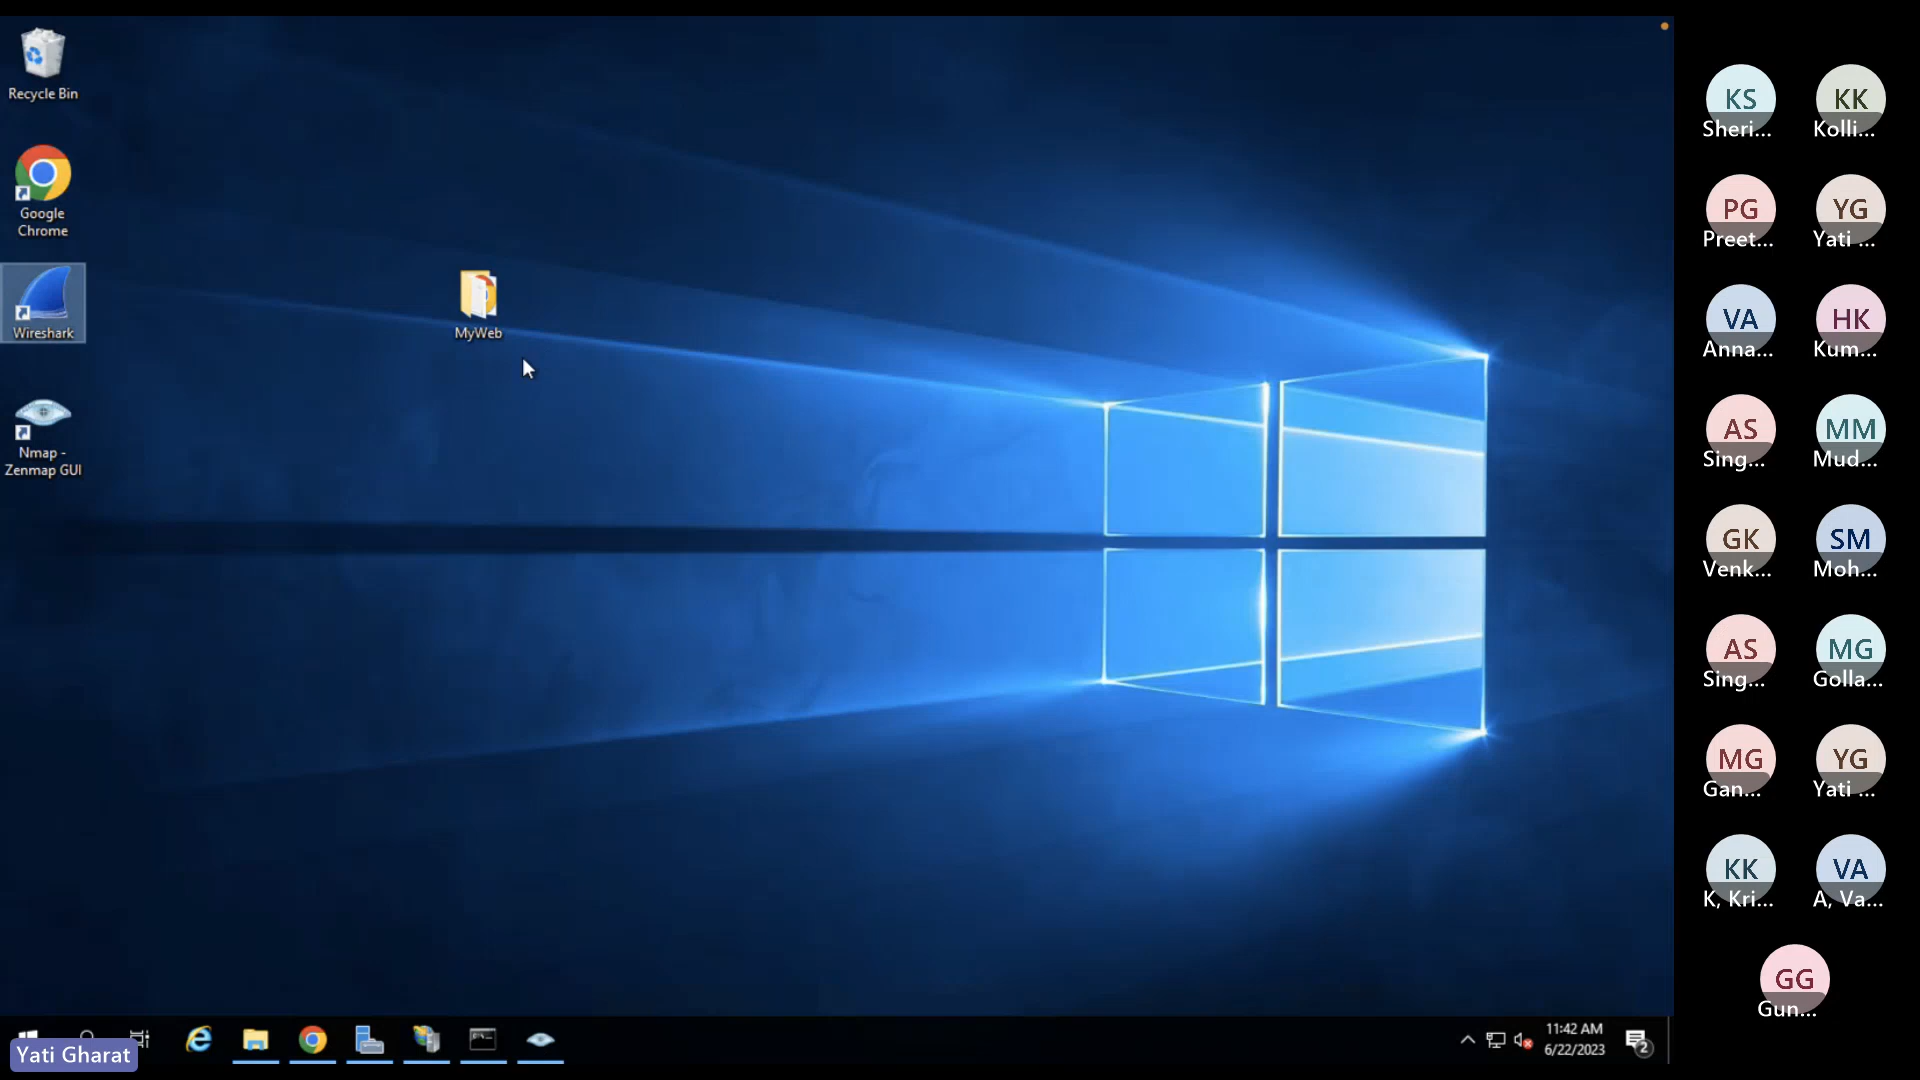 Recycle Bin
Google
Chrome
Wireshark
Nmap -
Zenmap GUI
MyWeb
KS
Sheri...
KK
Kolli...
PG
Preet...
YG
Yati ...
VA
Anna...
HK
Kum...
AS
Sing...
MM
Mud...
GK
Venk...
SM
Moh...
AS
Sing...
MG
Golla...
MG
Gan...
YG
Yati ...
KK
K, Kri...
VA
A, Va...
GG
Gun...
Yati Gharat
11:42 AM
6/22/2023
2